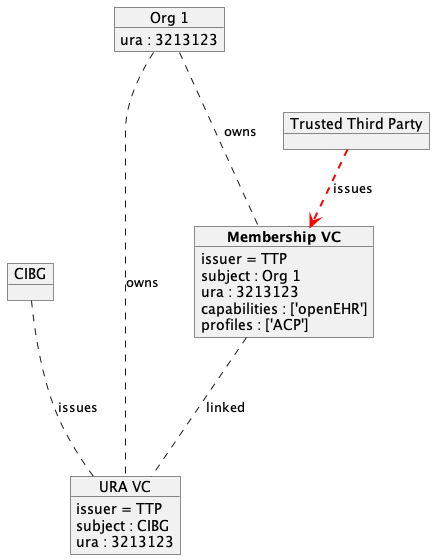 Org 1
ura : 3213123
owns
Trusted Third Party
issues
Membership VC
issuer = TTP
subject : Org 1
ura : 3213123
capabilities : ['openEHR']
profiles : ['ACP']
CIBG
owns
issues
linked
URA VC
issuer = TTP
subject : CIBG
ura : 3213123